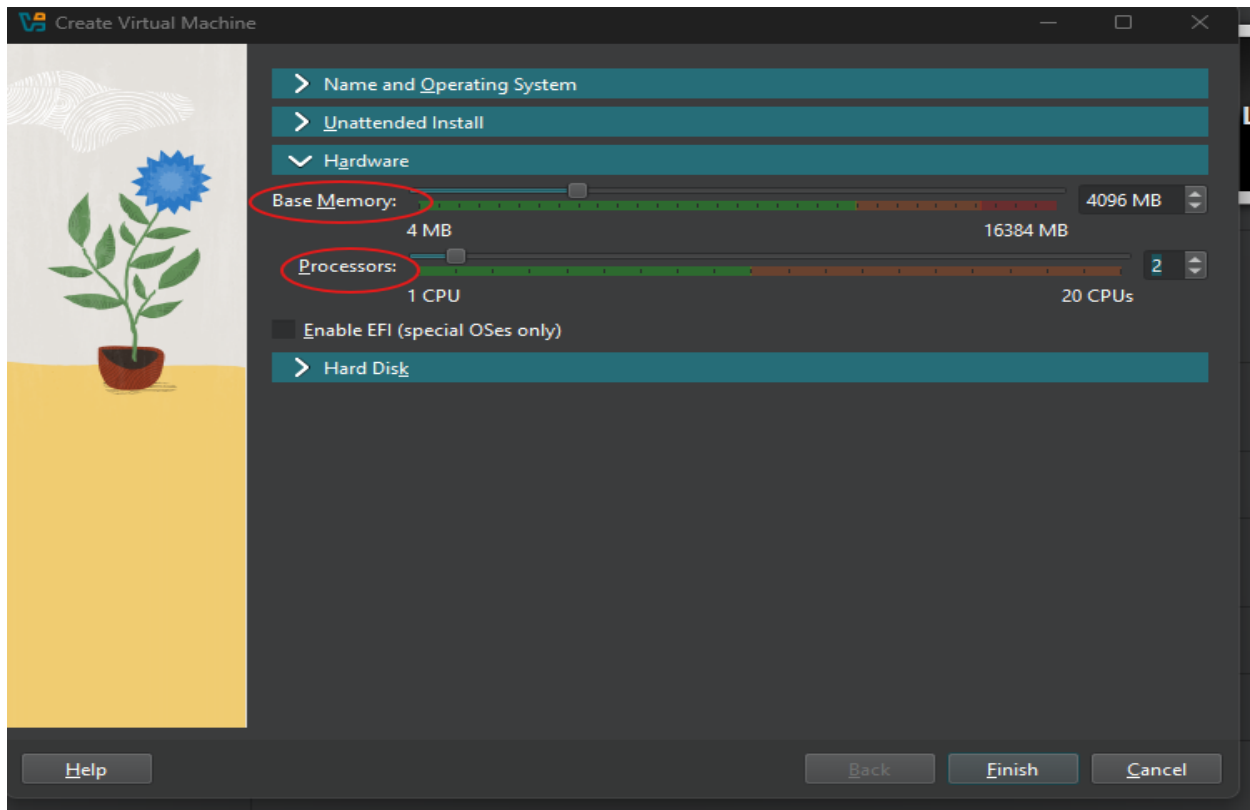 Create Virtual Machine
Name and Operating System
Unattended Install
Hardware
Base Memory: 4096 MB
4 MB 16384 MB
Processors: 2
1 CPU 20 CPUs
Enable EFI (special OSes only)
Hard Disk
Help Back Finish Cancel